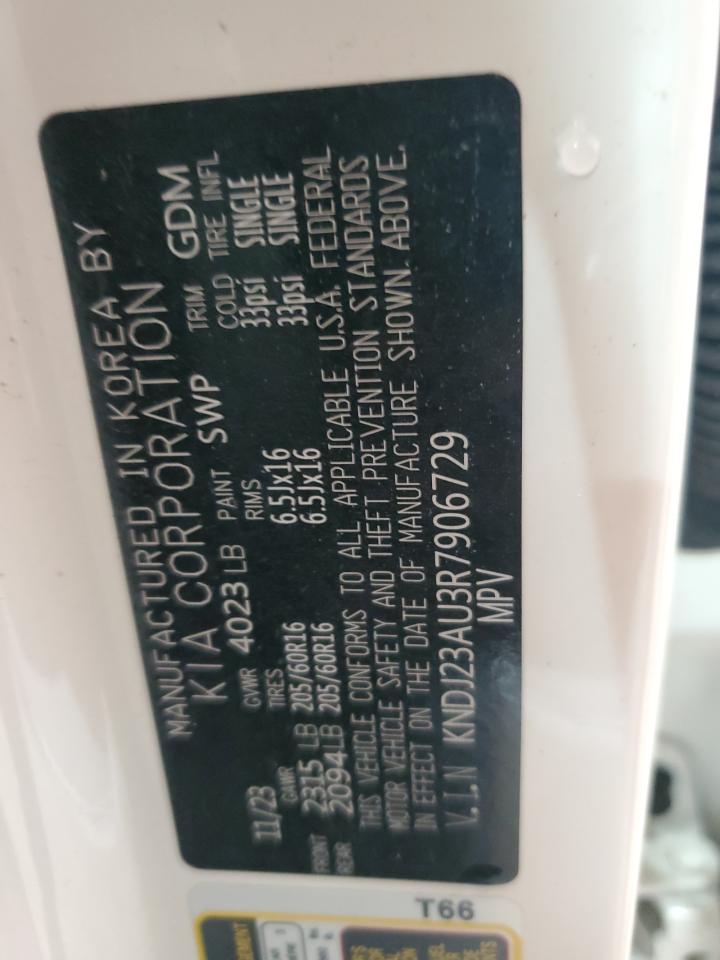 MANUFACTURED IN KOREA BY
KIA CORPORATION
11/23 GVWR 4023 LB PAINT SWP TRIM GDM
GAWR TIRES RIMS COLD TIRE INFL
FRONT 2315 LB 205/60R16 6.5Jx16 33psi SINGLE
REAR 2094LB 205/60R16 6.5Jx16 33psi SINGLE
THIS VEHICLE CONFORMS TO ALL APPLICABLE U.S.A. FEDERAL
MOTOR VEHICLE SAFETY AND THEFT PREVENTION STANDARDS
IN EFFECT ON THE DATE OF MANUFACTURE SHOWN ABOVE.
V.I.N KNDJ23AU3R7906729
MPV
T66